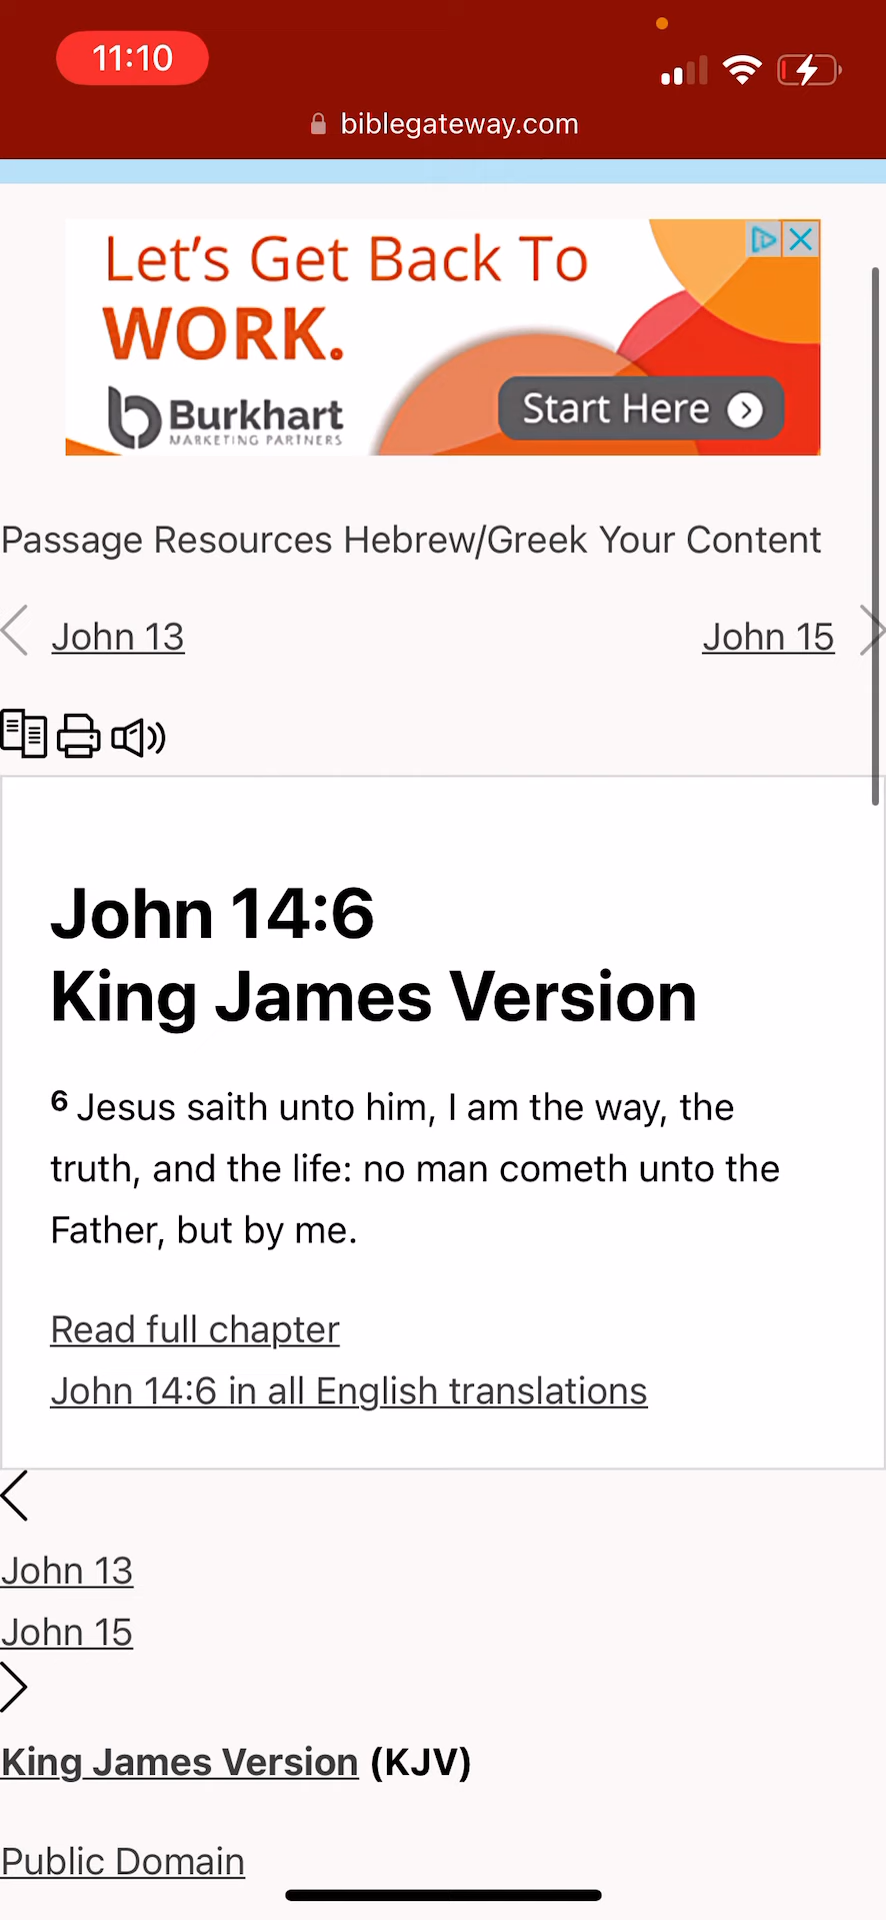 11:10
biblegateway.com
Let's Get Back To
WORK.
Burkhart
MARKETING PARTNERS
Start Here
Passage Resources Hebrew/Greek Your Content
John 13
John 15
John 14:6
King James Version
6 Jesus saith unto him, I am the way, the
truth, and the life: no man cometh unto the
Father, but by me.
Read full chapter
John 14:6 in all English translations
John 13
John 15
King James Version (KJV)
Public Domain